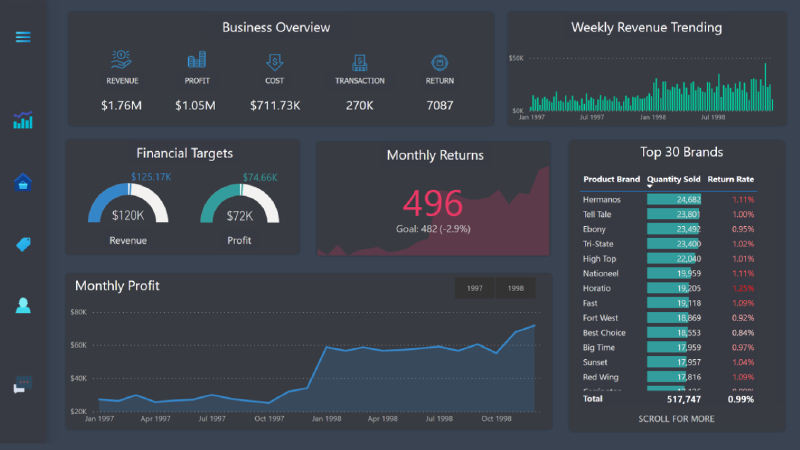 Business Overview
REVENUE PROFIT COST TRANSACTION RETURN
$1.76M $1.05M $711.73K 270K 7087
Weekly Revenue Trending
$50K
$0K
Jan 1997 Jul 1997 Jan 1998 Jul 1998
Financial Targets
$125.17K $74.66K
$120K $72K
Revenue Profit
Monthly Returns
496
Goal: 482 (-2.9%)
Top 30 Brands
Product Brand Quantity Sold Return Rate
Hermanos 24,682 1.11%
Tell Tale 23,801 1.00%
Ebony 23,492 0.95%
Tri-State 23,400 1.02%
High Top 22,040 1.01%
Nationeel 19,959 1.11%
Horatio 19,205 1.25%
Fast 19,118 1.09%
Fort West 18,869 0.92%
Best Choice 18,553 0.84%
Big Time 17,959 0.97%
Sunset 17,957 1.04%
Red Wing 17,816 1.09%
Total 517,747 0.99%
SCROLL FOR MORE
Monthly Profit
1997 1998
$80K
$60K
$40K
$20K
Jan 1997 Apr 1997 Jul 1997 Oct 1997 Jan 1998 Apr 1998 Jul 1998 Oct 1998